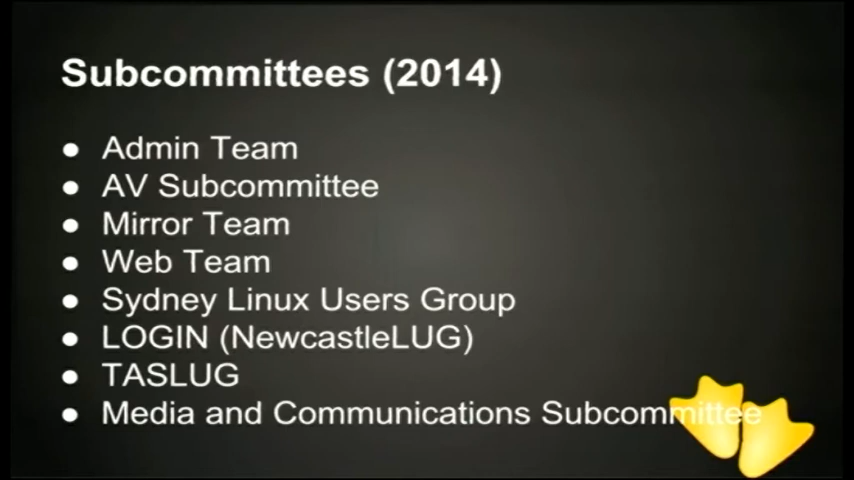 Subcommittees (2014)
● Admin Team
● AV Subcommittee
● Mirror Team
● Web Team
● Sydney Linux Users Group
● LOGIN (NewcastleLUG)
● TASLUG
● Media and Communications Subcommittee